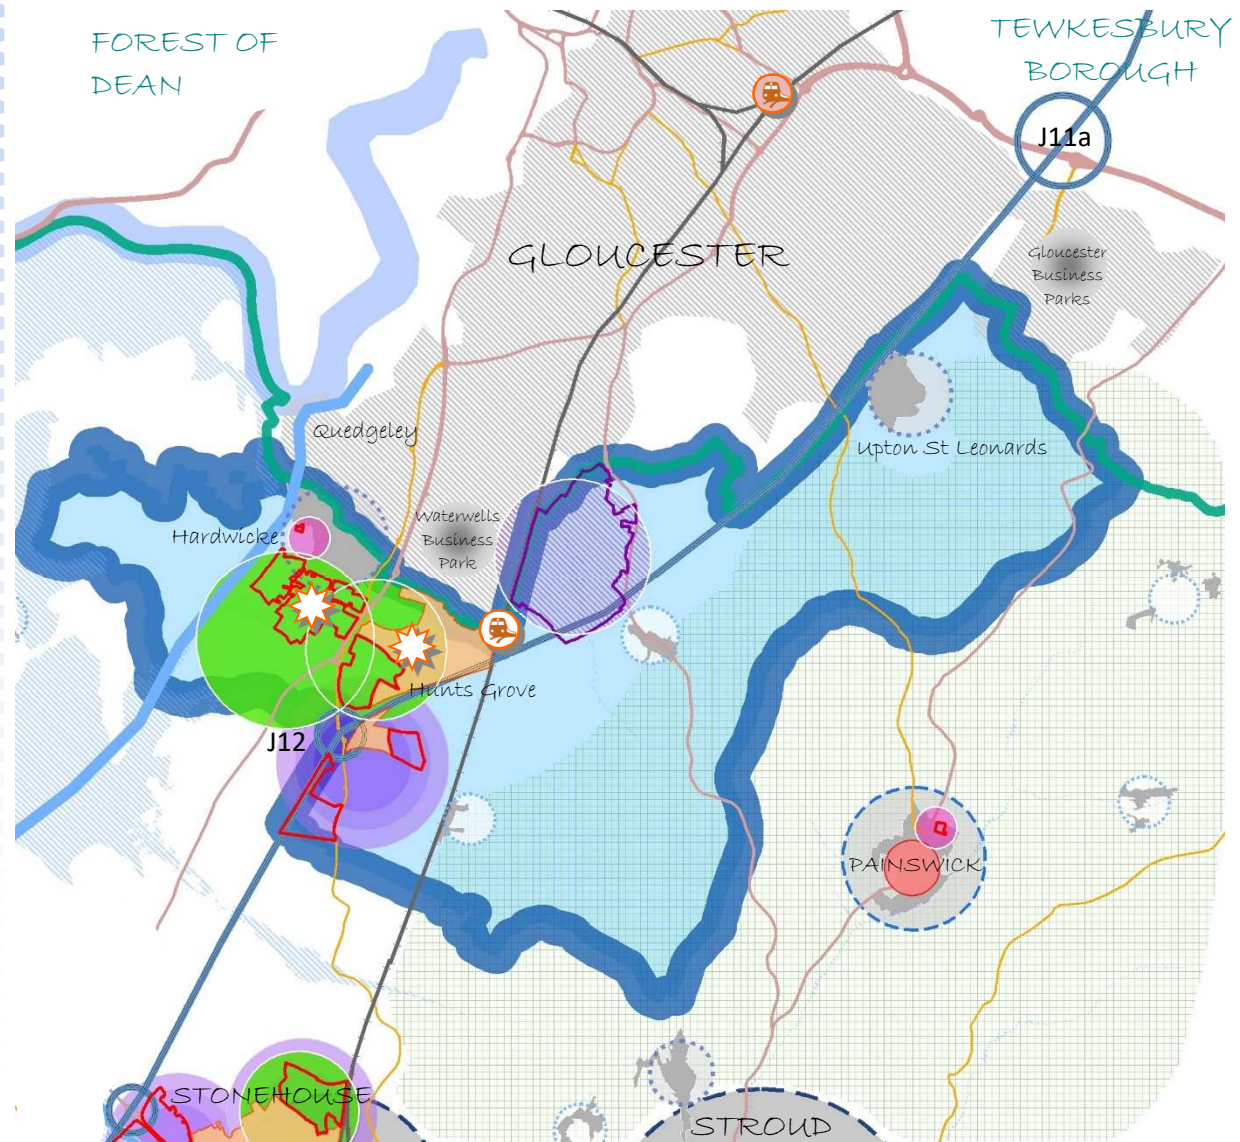 FOREST OF
DEAN
TEWKESBURY
BOROUGH
J11a
GLOUCESTER
Gloucester
Business
Parks
Quedgeley
Upton St Leonards
Hardwicke
Waterwells
Business
Park
Hunts Grove
J12
PAINSWICK
STONEHOUSE
STROUD